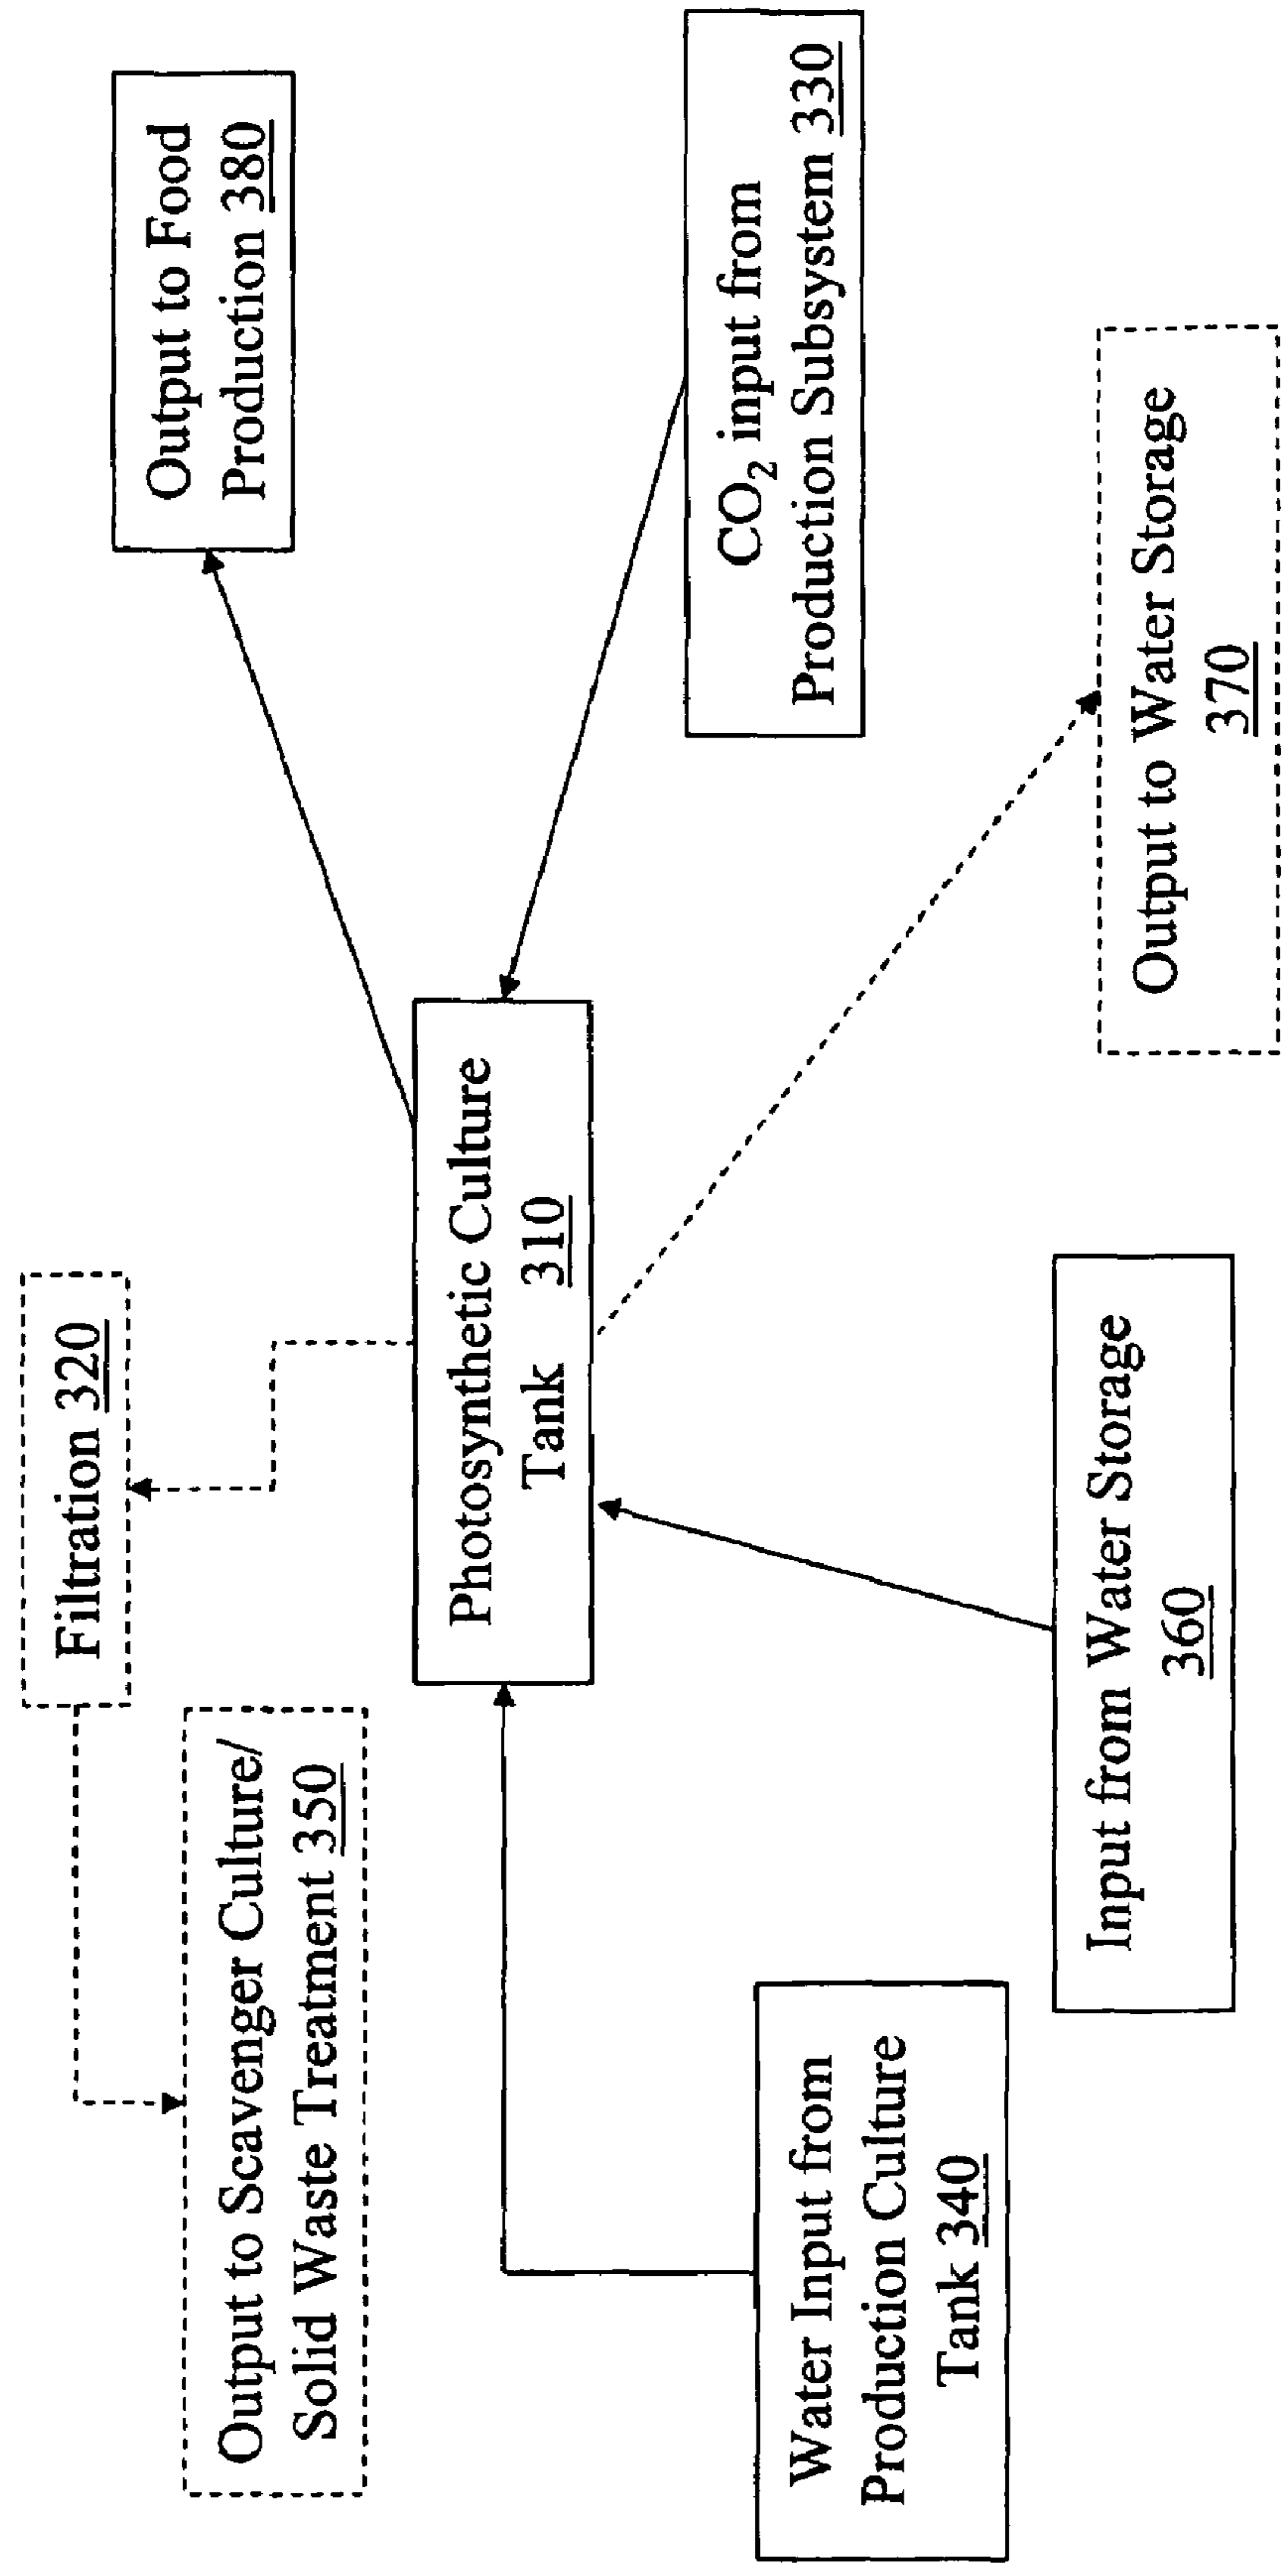 Filtration 320
Output to Scavenger Culture/
Solid Waste Treatment 350
Output to Food
Production 380
Photosynthetic Culture
Tank 310
CO₂ input from
Production Subsystem 330
Water Input from
Production Culture
Tank 340
Input from Water Storage
360
Output to Water Storage
370